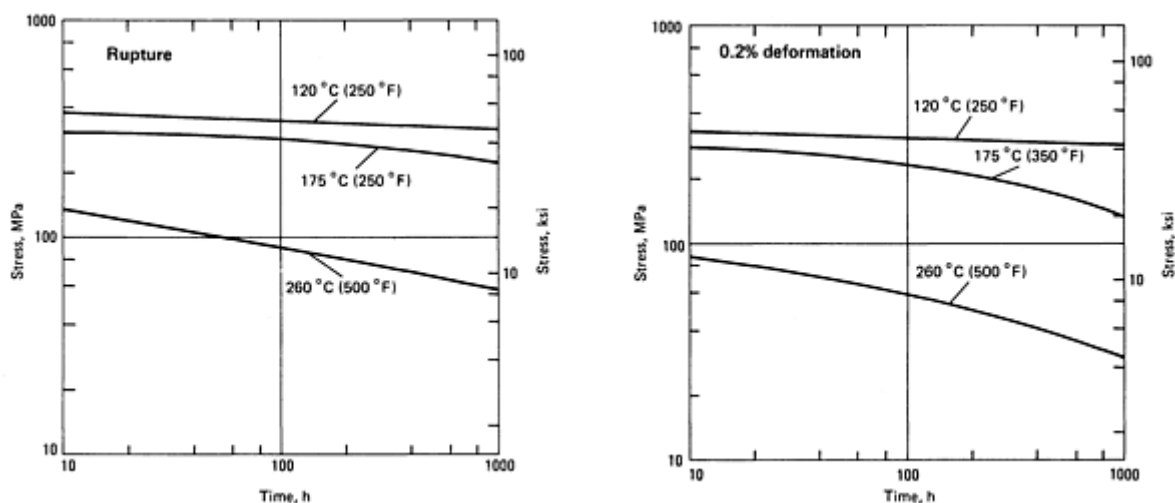 Rupture
1000
100
10
Stress, MPa
120 °C (250 °F)
175 °C (250 °F)
260 °C (500 °F)
100
10
Stress, ksi
10
100
1000
Time, h
0.2% deformation
1000
100
10
Stress, MPa
120 °C (250 °F)
175 °C (350 °F)
260 °C (500 °F)
100
10
Stress, ksi
10
100
1000
Time, h